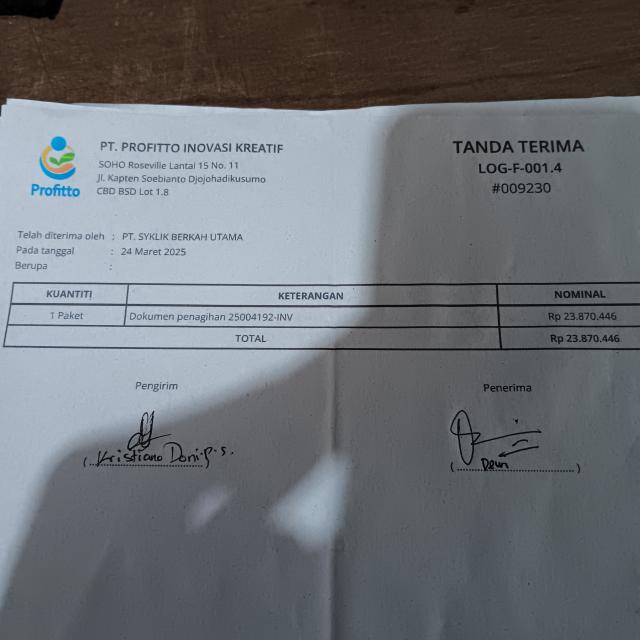 PT. PROFITTO INOVASI KREATIF
SOHO Roseville Lantai 15 No. 11
Jl. Kapten Soebianto Djojohadikusumo
CBD BSD Lot 1.8
Profitto
TANDA TERIMA
LOG-F-001.4
#009230
Telah diterima oleh : PT. SYKLIK BERKAH UTAMA
Pada tanggal : 24 Maret 2025
Berupa :
KUANTITI KETERANGAN NOMINAL
1 Paket Dokumen penagihan 25004192-INV Rp 23.870.446
TOTAL Rp 23.870.446
Pengirim Penerima
(Kristiano Doni.P.S.
( )